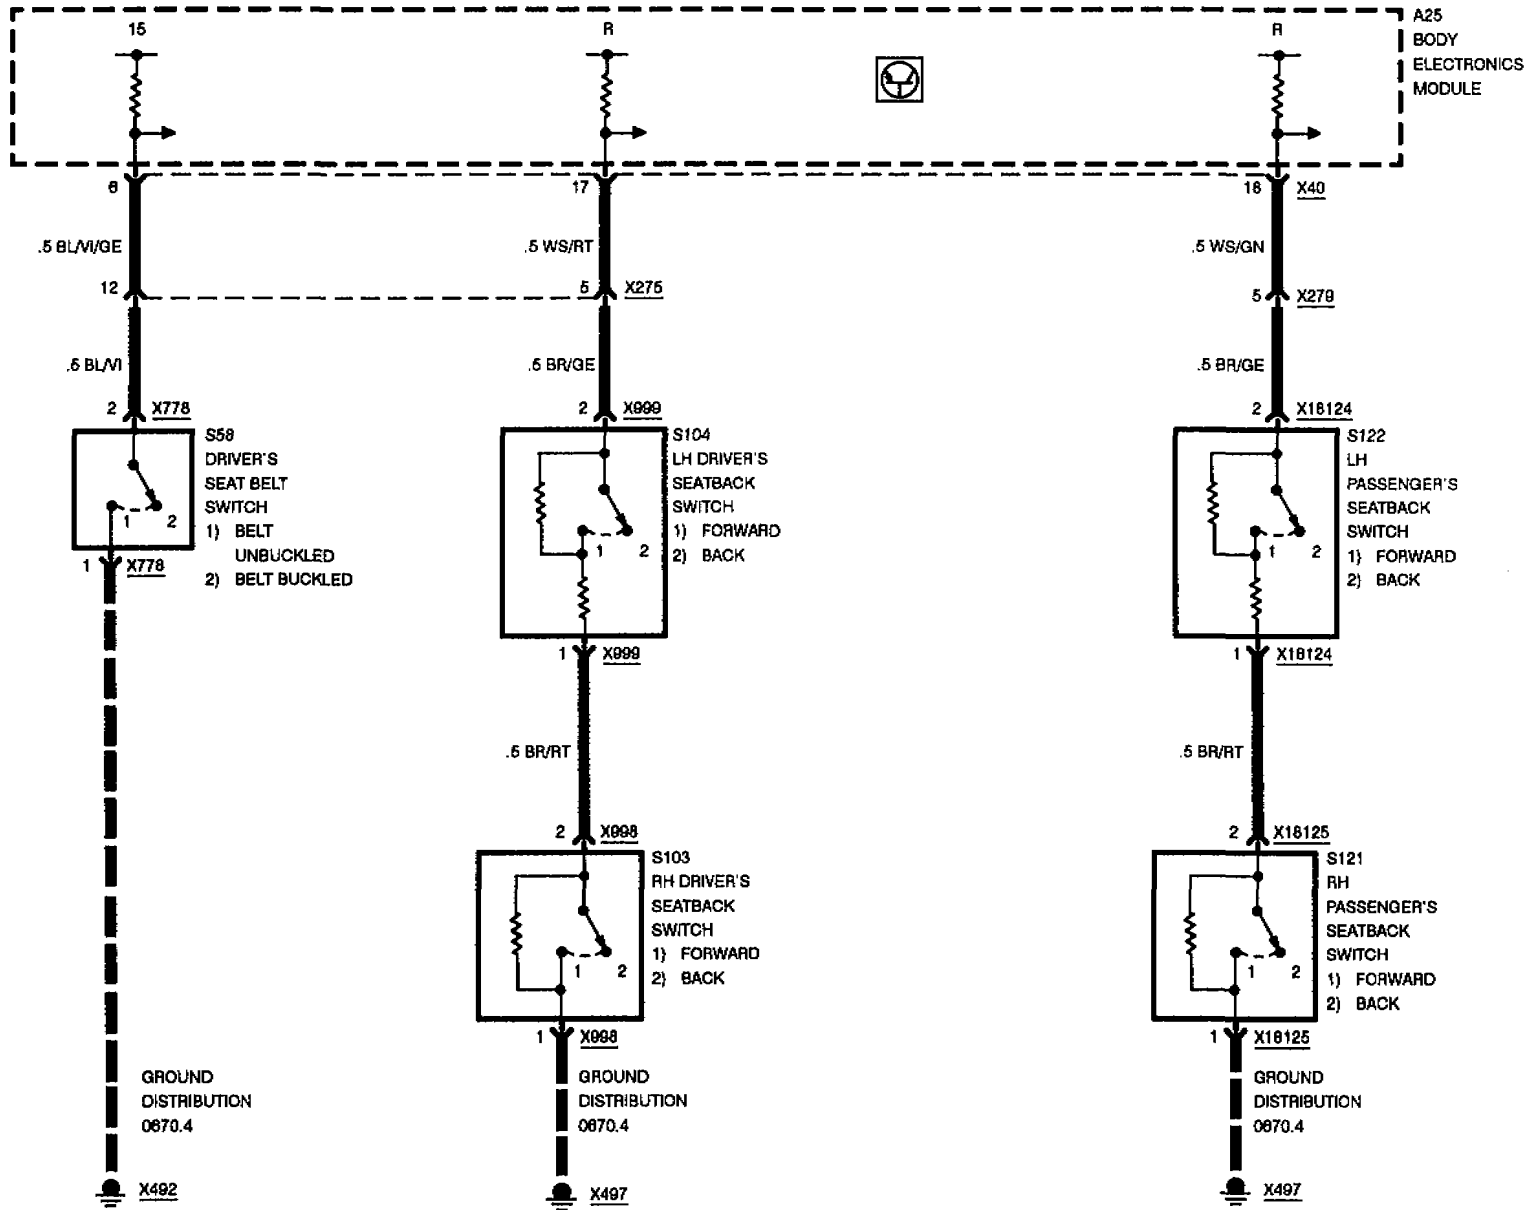 15
R
R
A25
BODY
ELECTRONICS
MODULE
6
17
18
X40
.5 BL/VI/GE
.5 WS/RT
.5 WS/GN
12
5
X275
5
X279
.5 BL/VI
.5 BR/GE
.5 BR/GE
2
X778
2
X999
2
X18124
S58
DRIVER'S
SEAT BELT
SWITCH
1) BELT
UNBUCKLED
2) BELT BUCKLED
1
2
S104
LH DRIVER'S
SEATBACK
SWITCH
1) FORWARD
2) BACK
1
2
S122
LH
PASSENGER'S
SEATBACK
SWITCH
1) FORWARD
2) BACK
1
2
1
X778
1
X999
1
X18124
.5 BR/RT
.5 BR/RT
2
X998
2
X18125
S103
RH DRIVER'S
SEATBACK
SWITCH
1) FORWARD
2) BACK
1
2
S121
RH
PASSENGER'S
SEATBACK
SWITCH
1) FORWARD
2) BACK
1
2
1
X998
1
X18125
GROUND
DISTRIBUTION
0670.4
GROUND
DISTRIBUTION
0670.4
GROUND
DISTRIBUTION
0670.4
X492
X497
X497